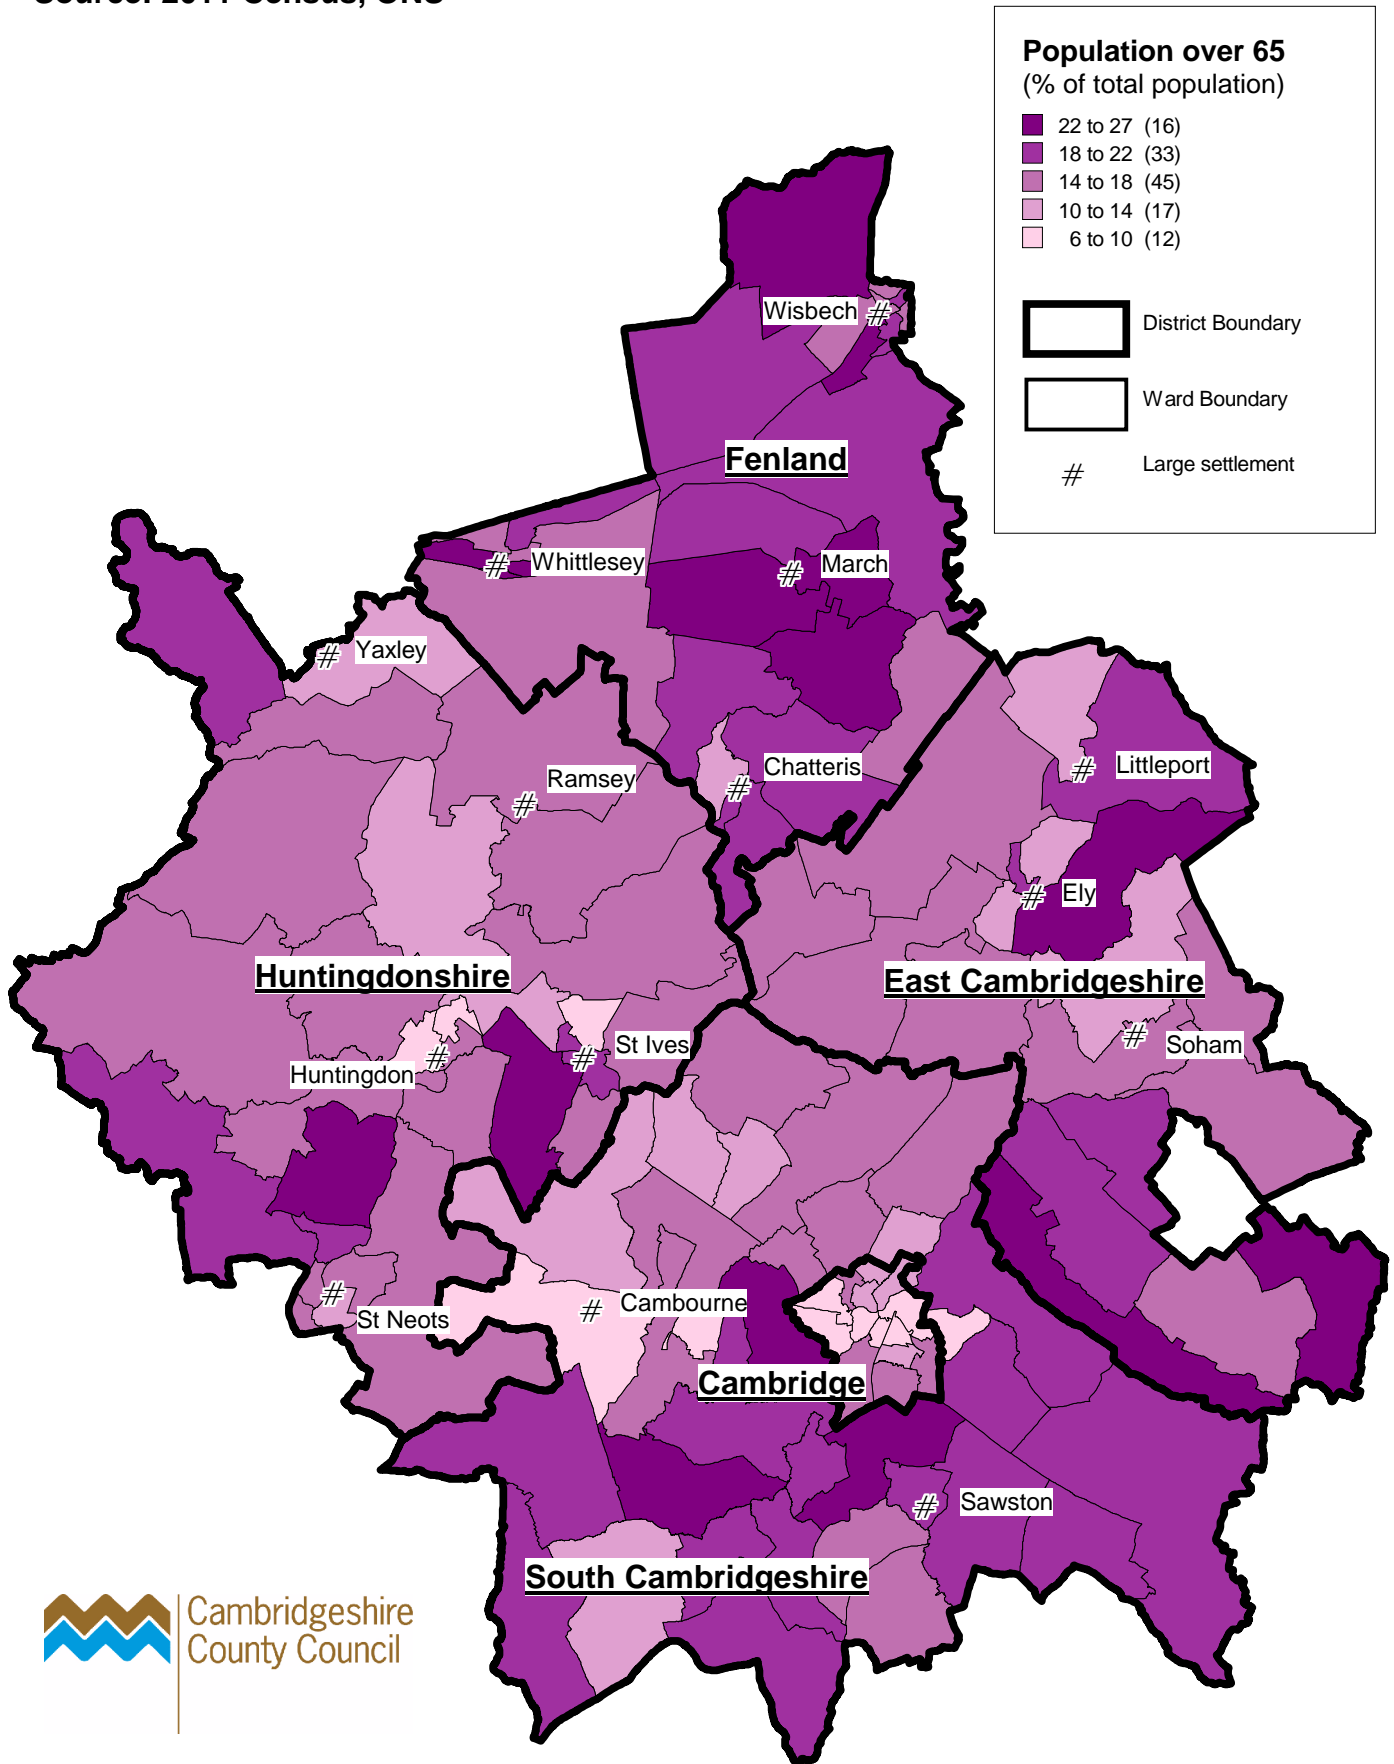 Population over 65
(% of total population)
22 to 27 (16)
18 to 22 (33)
14 to 18 (45)
10 to 14 (17)
6 to 10 (12)
District Boundary
Ward Boundary
# Large settlement
Wisbech #
Fenland
# Whittlesey
# March
# Yaxley
Chatteris
#
Littleport
#
Ramsey
#
# Ely
Huntingdonshire
East Cambridgeshire
# St Ives
# Soham
Huntingdon #
# St Neots
# Cambourne
Cambridge
# Sawston
South Cambridgeshire
Cambridgeshire
County Council